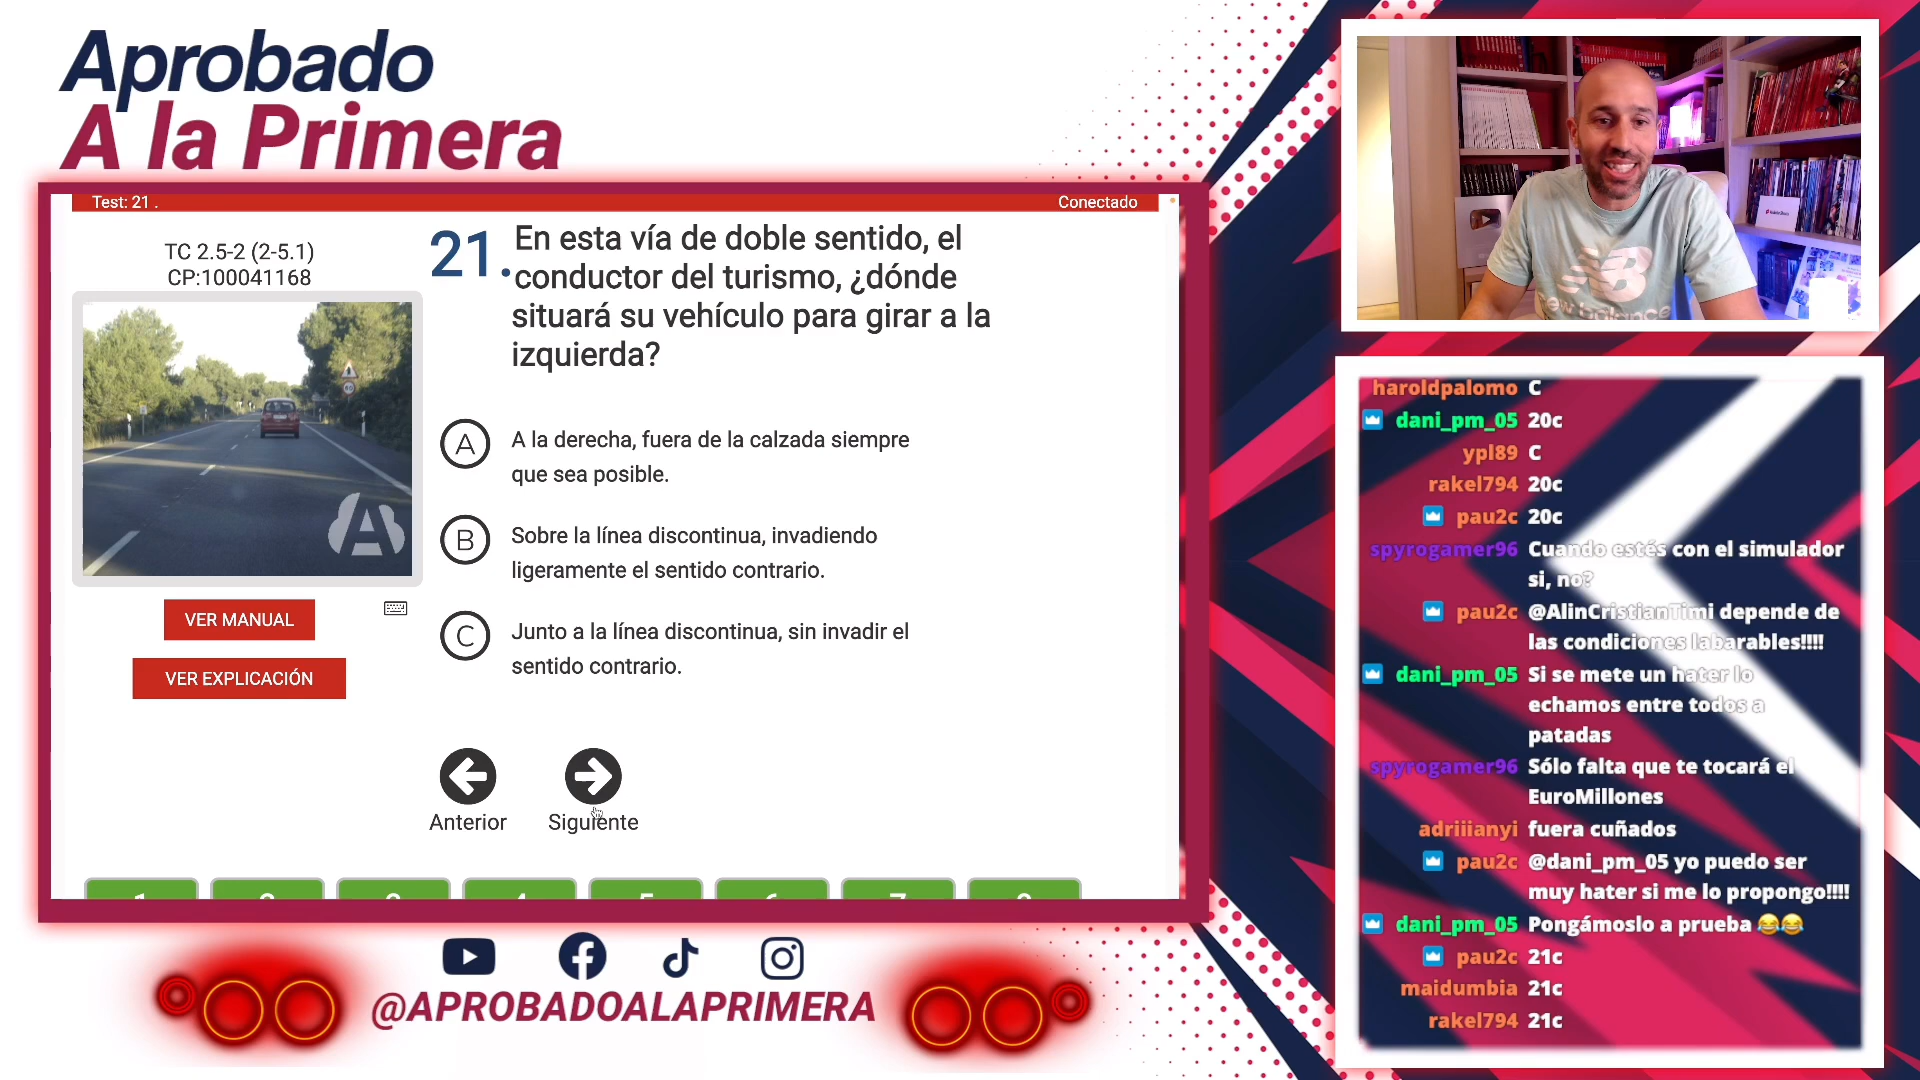 Aprobado
A la Primera
Test: 21 .
Conectado
TC 2.5-2 (2-5.1)
CP:100041168
21.
En esta vía de doble sentido, el
conductor del turismo, ¿dónde
situará su vehículo para girar a la
izquierda?
A
A la derecha, fuera de la calzada siempre
que sea posible.
B
Sobre la línea discontinua, invadiendo
ligeramente el sentido contrario.
C
Junto a la línea discontinua, sin invadir el
sentido contrario.
VER MANUAL
VER EXPLICACIÓN
Anterior
Siguiente
@APROBADOALAPRIMERA
new balance
haroldpalomo C
dani_pm_05 20c
ypl89 C
rakel794 20c
pau2c 20c
spyrogamer96 Cuando estés con el simulador
si, no?
pau2c @AlinCristianTimi depende de
las condiciones labarables!!!!
dani_pm_05 Si se mete un hater lo
echamos entre todos a
patadas
spyrogamer96 Sólo falta que te tocará el
EuroMillones
adriiianyi fuera cuñados
pau2c @dani_pm_05 yo puedo ser
muy hater si me lo propongo!!!!
dani_pm_05 Pongámoslo a prueba 😂😂
pau2c 21c
maidumbia 21c
rakel794 21c